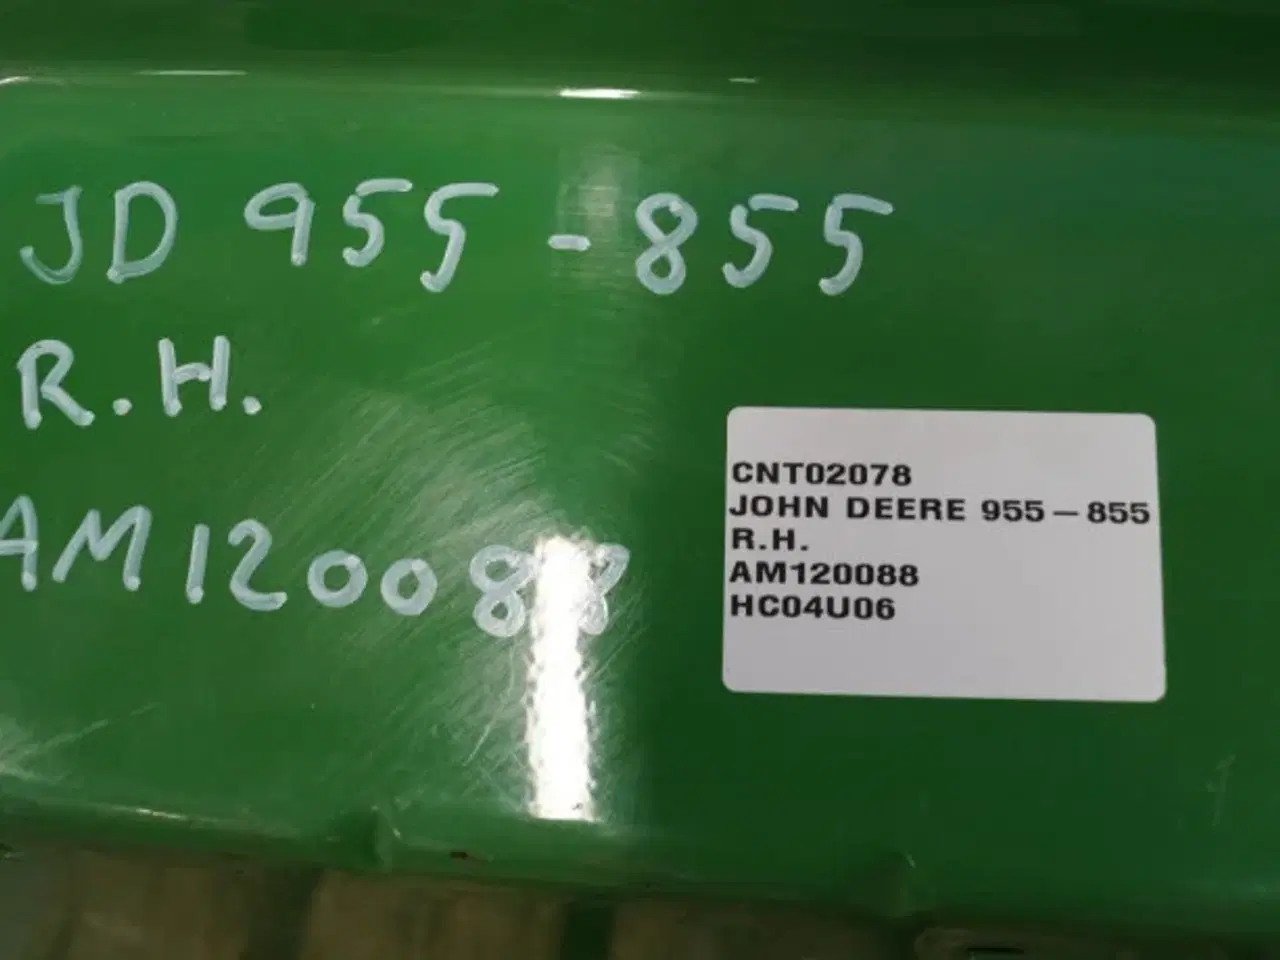 JD 955-855
R.H.
AM120088
CNT02078
JOHN DEERE 955-855
R.H.
AM120088
HC04U06